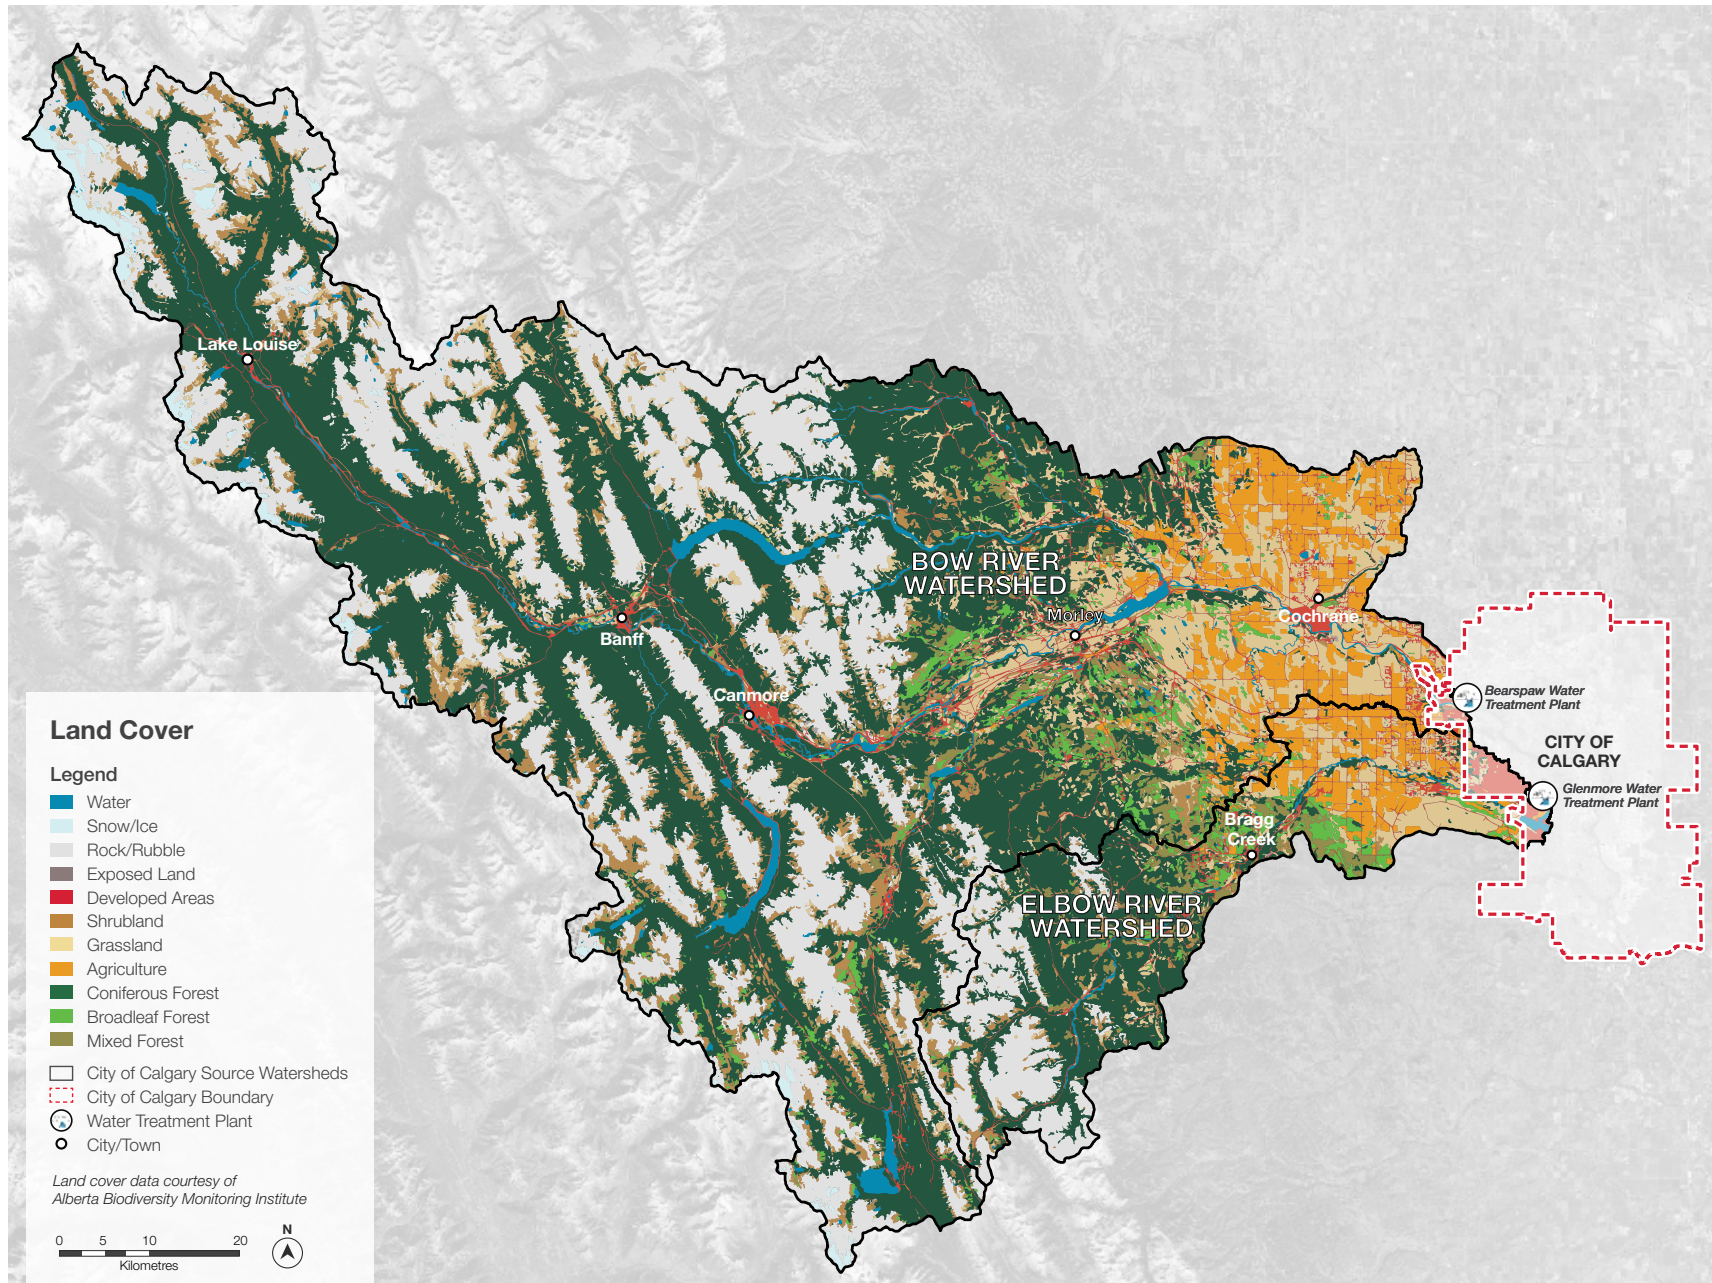 Lake Louise
BOW RIVER
WATERSHED
Morley
Banff
Cochrane
Canmore
Bearspaw Water
Treatment Plant
CITY OF
CALGARY
Glenmore Water
Treatment Plant
Bragg
Creek
ELBOW RIVER
WATERSHED
Land Cover
Legend
Water
Snow/Ice
Rock/Rubble
Exposed Land
Developed Areas
Shrubland
Grassland
Agriculture
Coniferous Forest
Broadleaf Forest
Mixed Forest
City of Calgary Source Watersheds
City of Calgary Boundary
Water Treatment Plant
City/Town
Land cover data courtesy of
Alberta Biodiversity Monitoring Institute
0 5 10 20
Kilometres
N